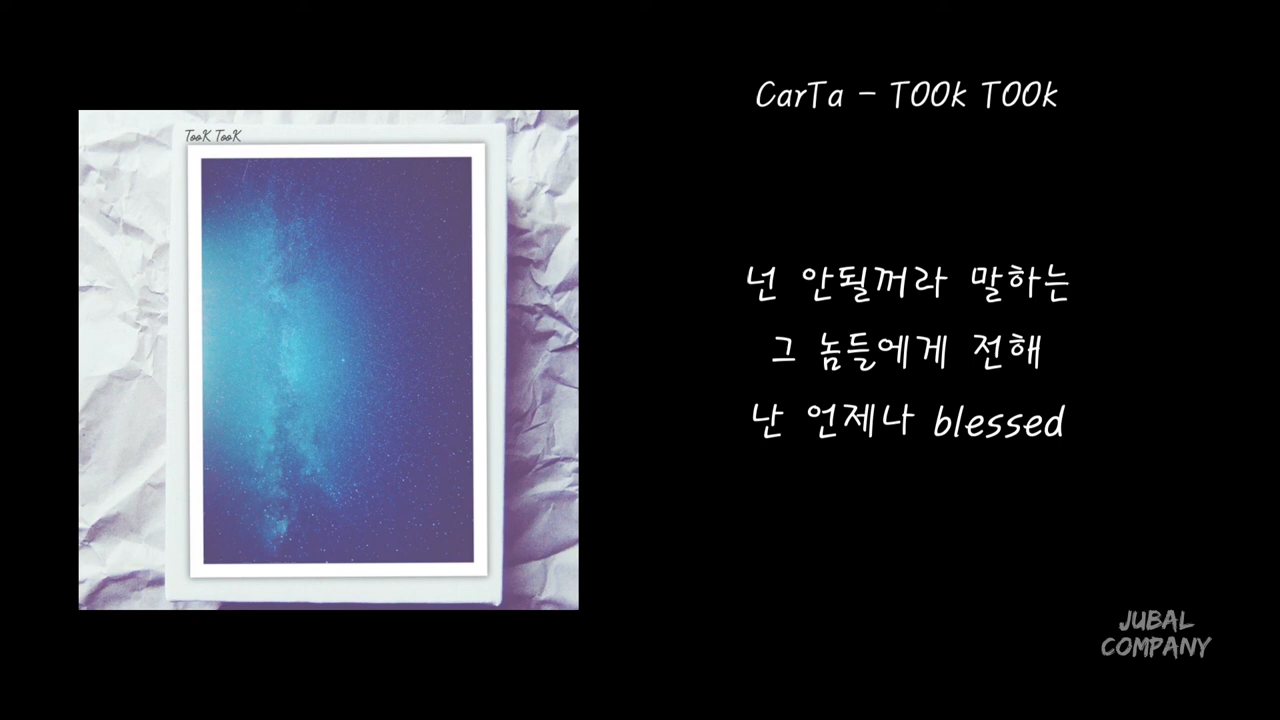 CarTa - TOOk TOOk
TooK TooK
넌 안될꺼라 말하는
그 놈들에게 전해
난 언제나 blessed
JUBAL
COMPANY